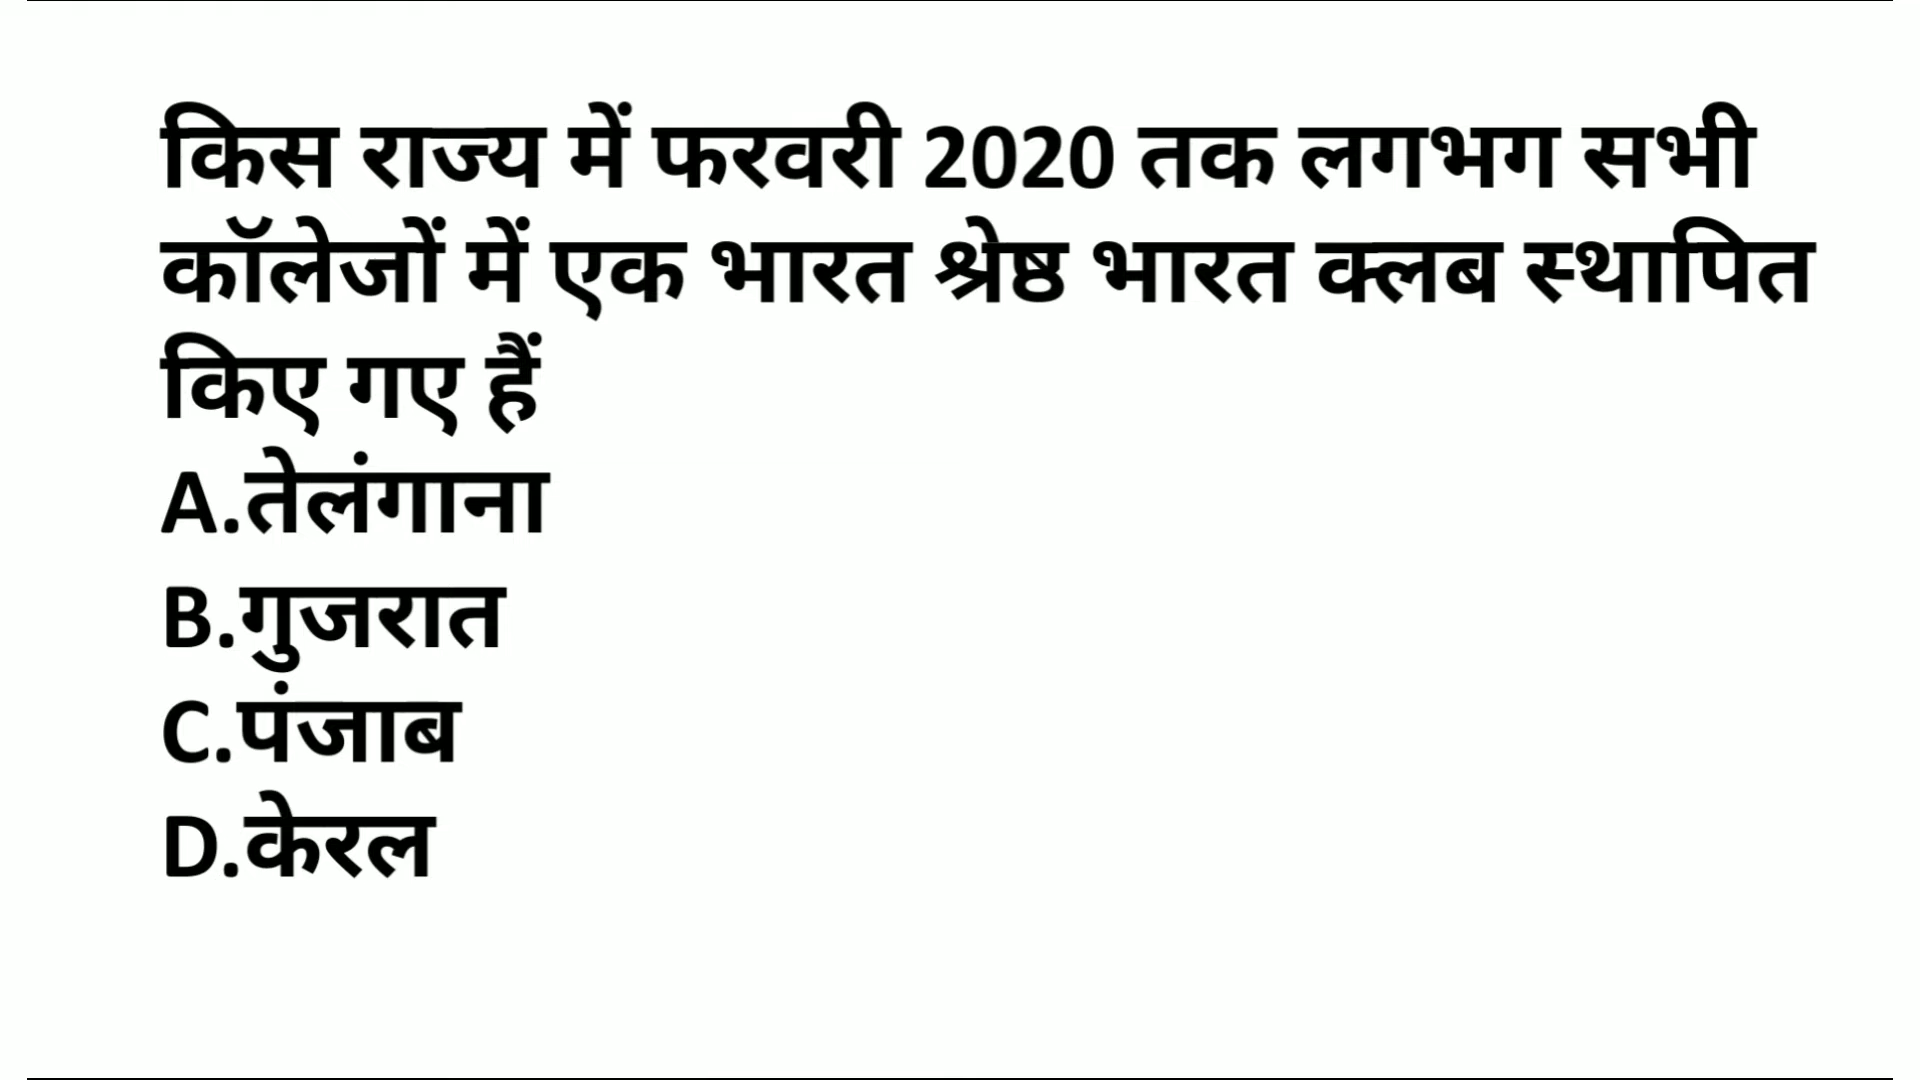 किस राज्य में फरवरी 2020 तक लगभग सभी
कॉलेजों में एक भारत श्रेष्ठ भारत क्लब स्थापित
किए गए हैं
A.तेलंगाना
B.गुजरात
C.पंजाब
D.केरल